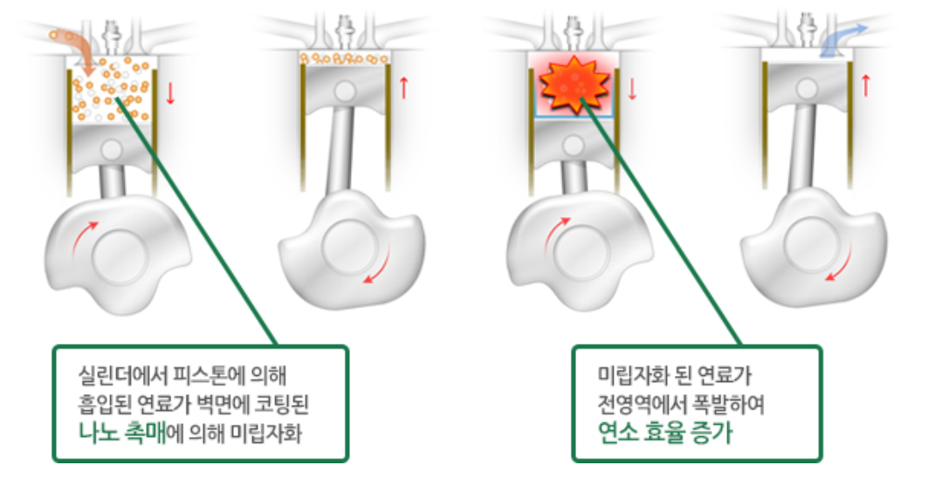 실린더에서 피스톤에 의해
흡입된 연료가 벽면에 코팅된
나노 촉매에 의해 미립자화
미립자화 된 연료가
전영역에서 폭발하여
연소 효율 증가